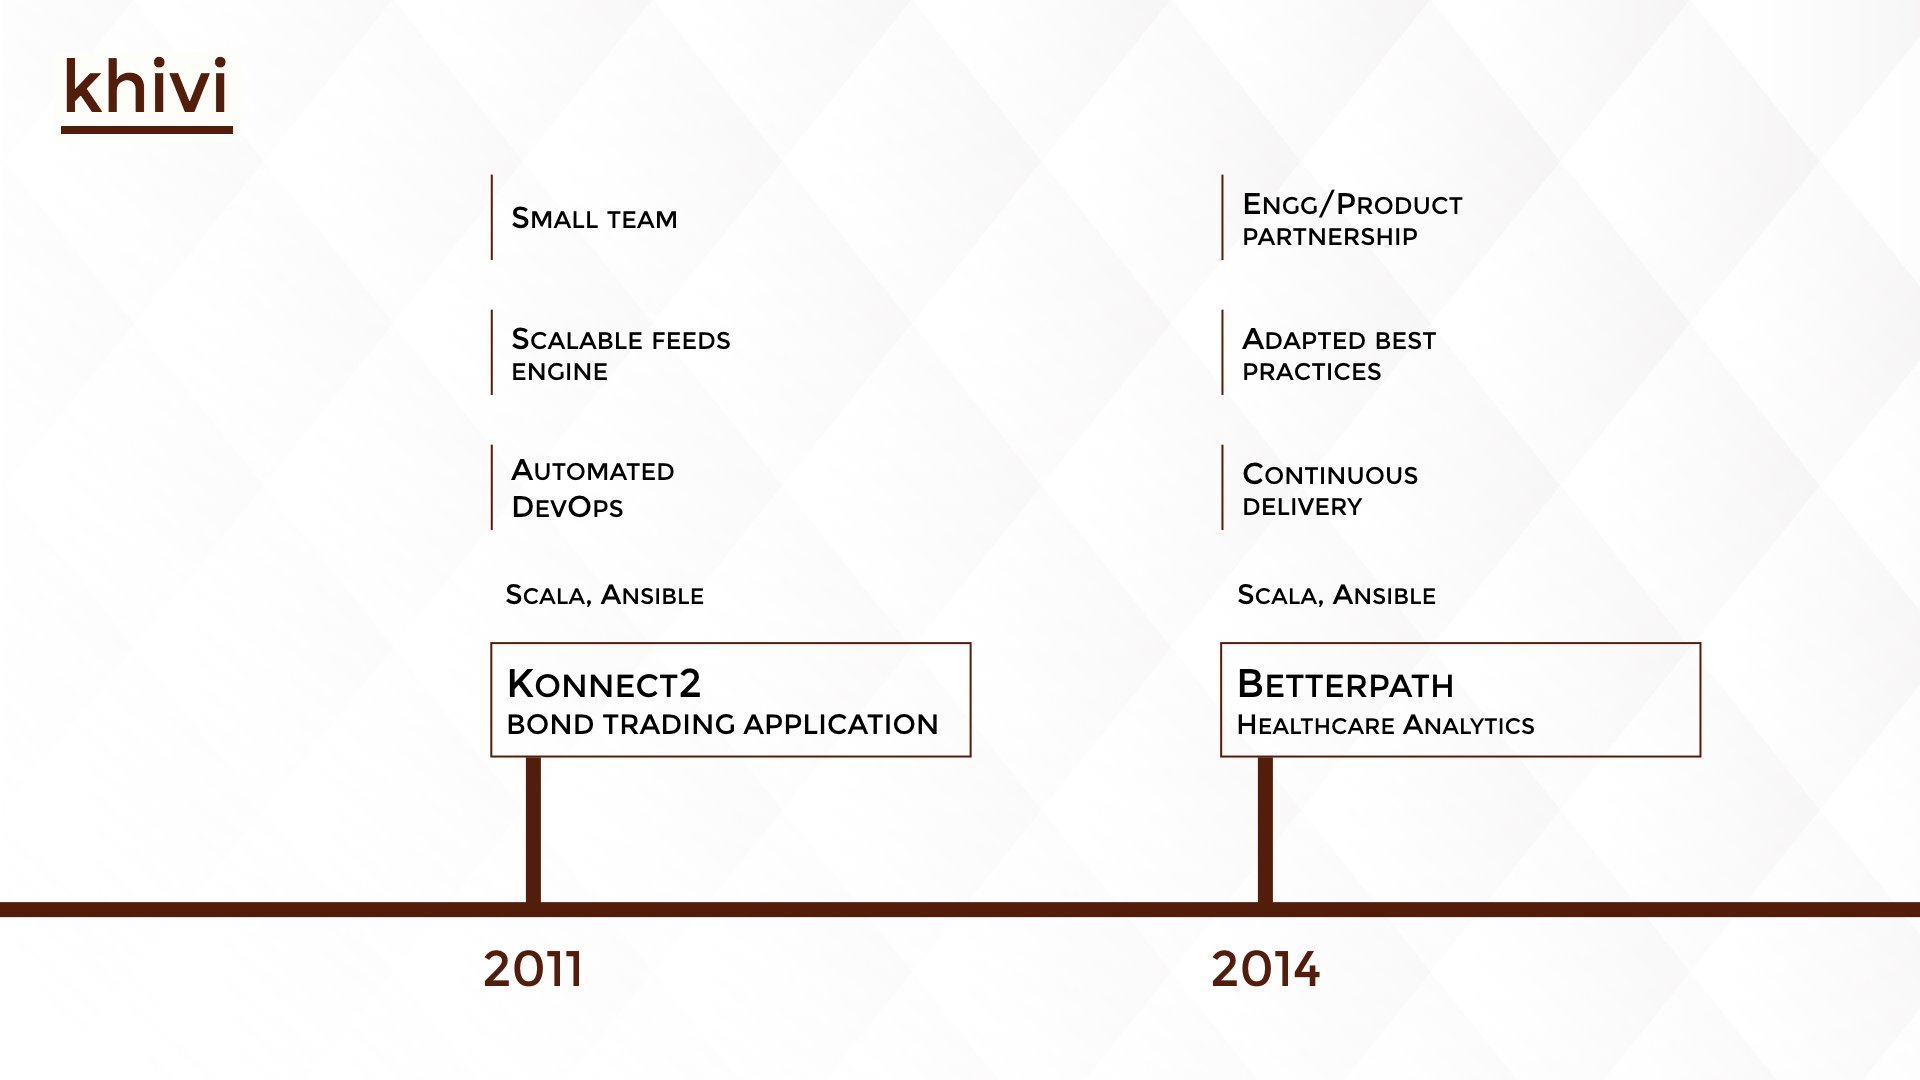 khivi
Small team
Scalable feeds
engine
Automated
DevOps
Scala, Ansible
Konnect2
bond trading application
2011
Engg/Product
partnership
Adapted best
practices
Continuous
delivery
Scala, Ansible
Betterpath
Healthcare Analytics
2014